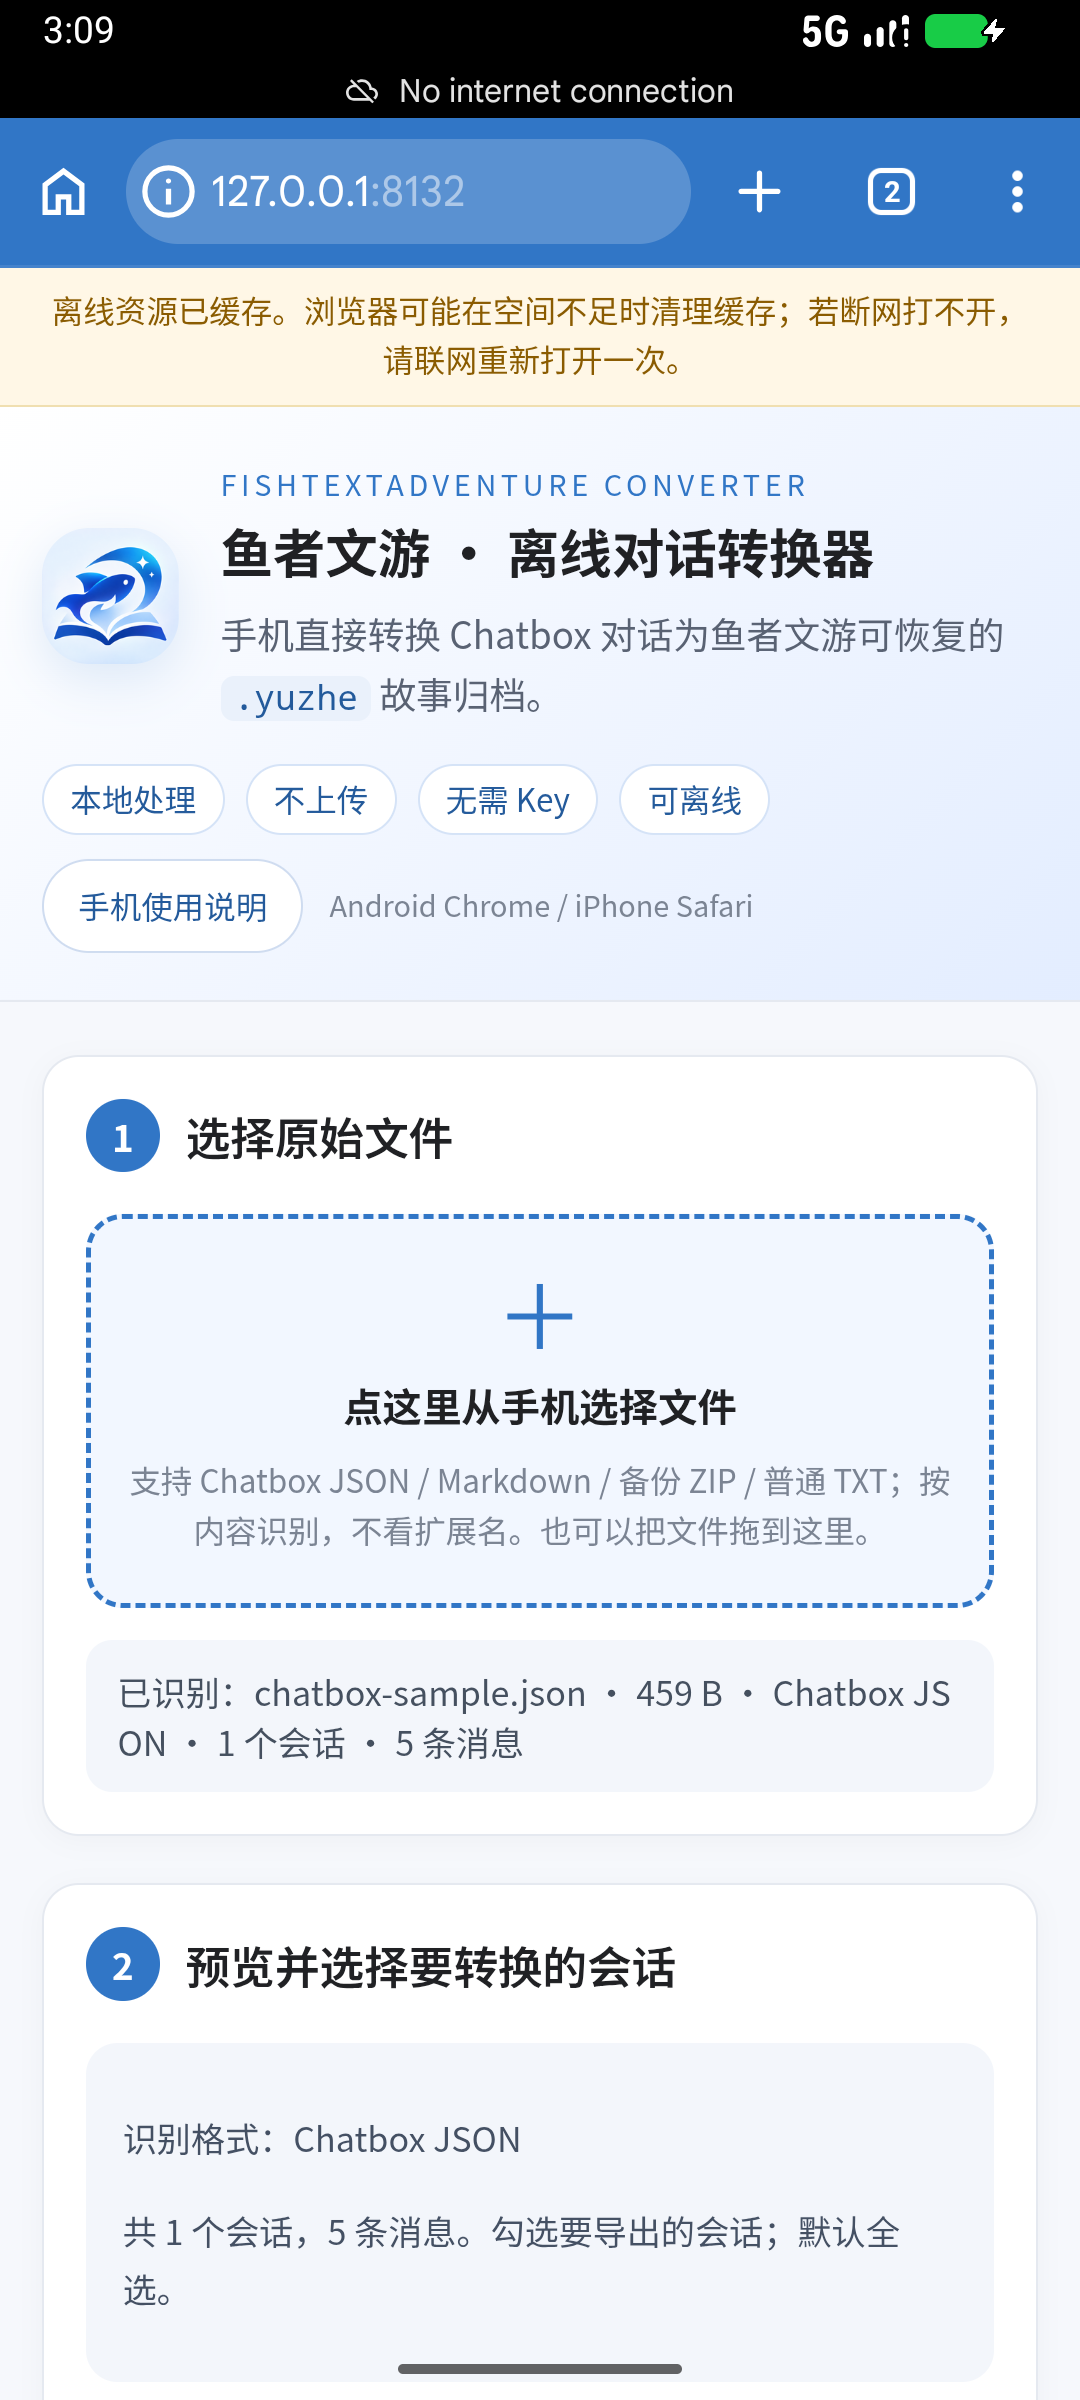 3:09
5G
No internet connection
127.0.0.1:8132
2
离线资源已缓存。浏览器可能在空间不足时清理缓存；若断网打不开，
请联网重新打开一次。
FISHTEXTADVENTURE CONVERTER
鱼者文游 · 离线对话转换器
手机直接转换 Chatbox 对话为鱼者文游可恢复的
.yuzhe 故事归档。
本地处理
不上传
无需 Key
可离线
手机使用说明
Android Chrome / iPhone Safari
1 选择原始文件
点这里从手机选择文件
支持 Chatbox JSON / Markdown / 备份 ZIP / 普通 TXT；按
内容识别，不看扩展名。也可以把文件拖到这里。
已识别：chatbox-sample.json · 459 B · Chatbox JS
ON · 1 个会话 · 5 条消息
2 预览并选择要转换的会话
识别格式：Chatbox JSON
共 1 个会话，5 条消息。勾选要导出的会话；默认全
选。